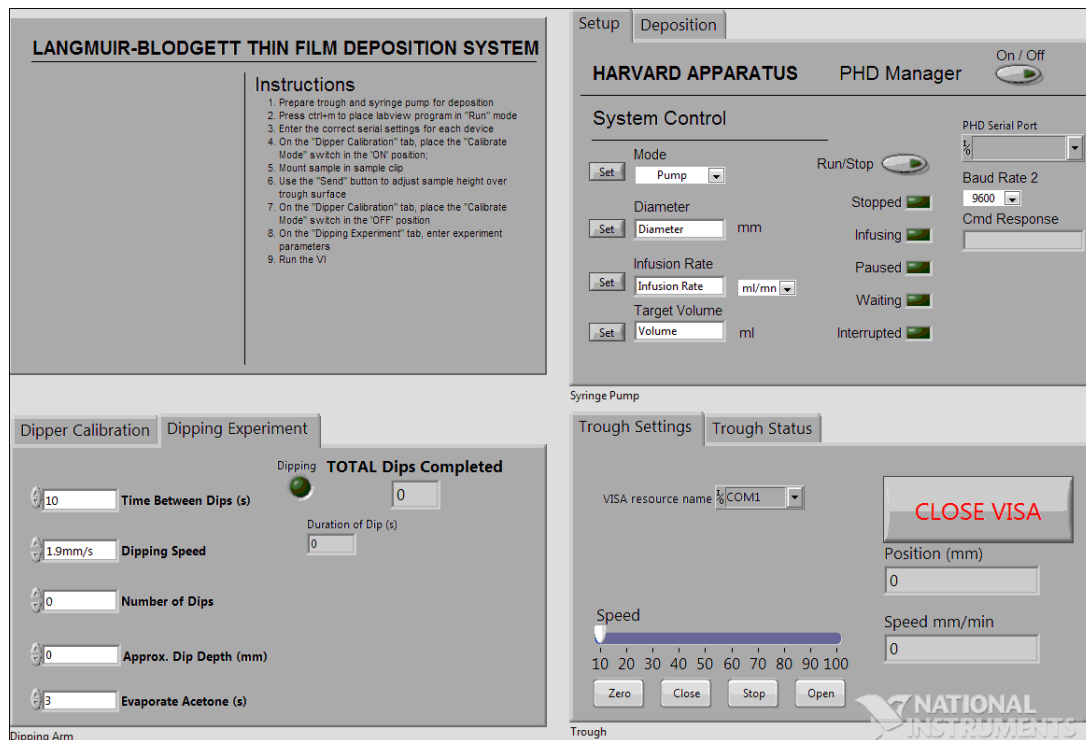 LANGMUIR-BLODGETT THIN FILM DEPOSITION SYSTEM
Instructions
1. Prepare trough and syringe pump for deposition
2. Press ctrl+m to place labview program in "Run" mode
3. Enter the correct serial settings for each device
4. On the "Dipper Calibration" tab, place the "Calibrate
Mode" switch in the 'ON' position;
5. Mount sample in sample clip
6. Use the "Send" button to adjust sample height over
trough surface
7. On the "Dipper Calibration" tab, place the "Calibrate
Mode" switch in the 'OFF' position
8. On the "Dipping Experiment" tab, enter experiment
parameters
9. Run the VI
Setup Deposition
HARVARD APPARATUS PHD Manager On / Off
System Control
Mode
Set Pump
Diameter
Set Diameter mm
Infusion Rate
Set Infusion Rate ml/mn
Target Volume
Set Volume ml
Run/Stop
Stopped
Infusing
Paused
Waiting
Interrupted
PHD Serial Port
Baud Rate 2
9600
Cmd Response
Syringe Pump
Dipper Calibration Dipping Experiment
10 Time Between Dips (s)
1.9mm/s Dipping Speed
0 Number of Dips
0 Approx. Dip Depth (mm)
3 Evaporate Acetone (s)
Dipping TOTAL Dips Completed
0
Duration of Dip (s)
0
Dipping Arm
Trough Settings Trough Status
VISA resource name I/O COM1
CLOSE VISA
Position (mm)
0
Speed mm/min
0
Speed
10 20 30 40 50 60 70 80 90 100
Zero Close Stop Open
NATIONAL
INSTRUMENTS
Trough